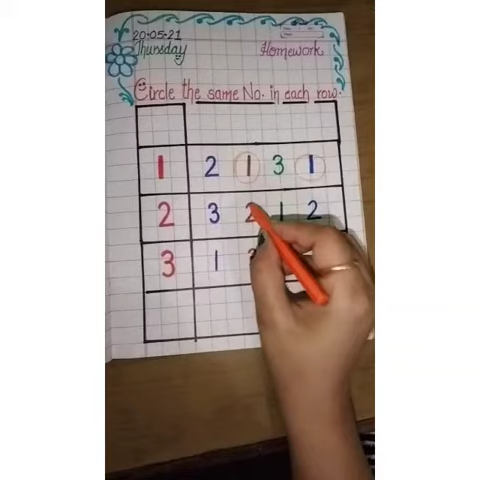 20-05-21
Thursday
Homework
Circle the same No. in each row.
1 2 1 3 1
2 3 2 1 2
3 1